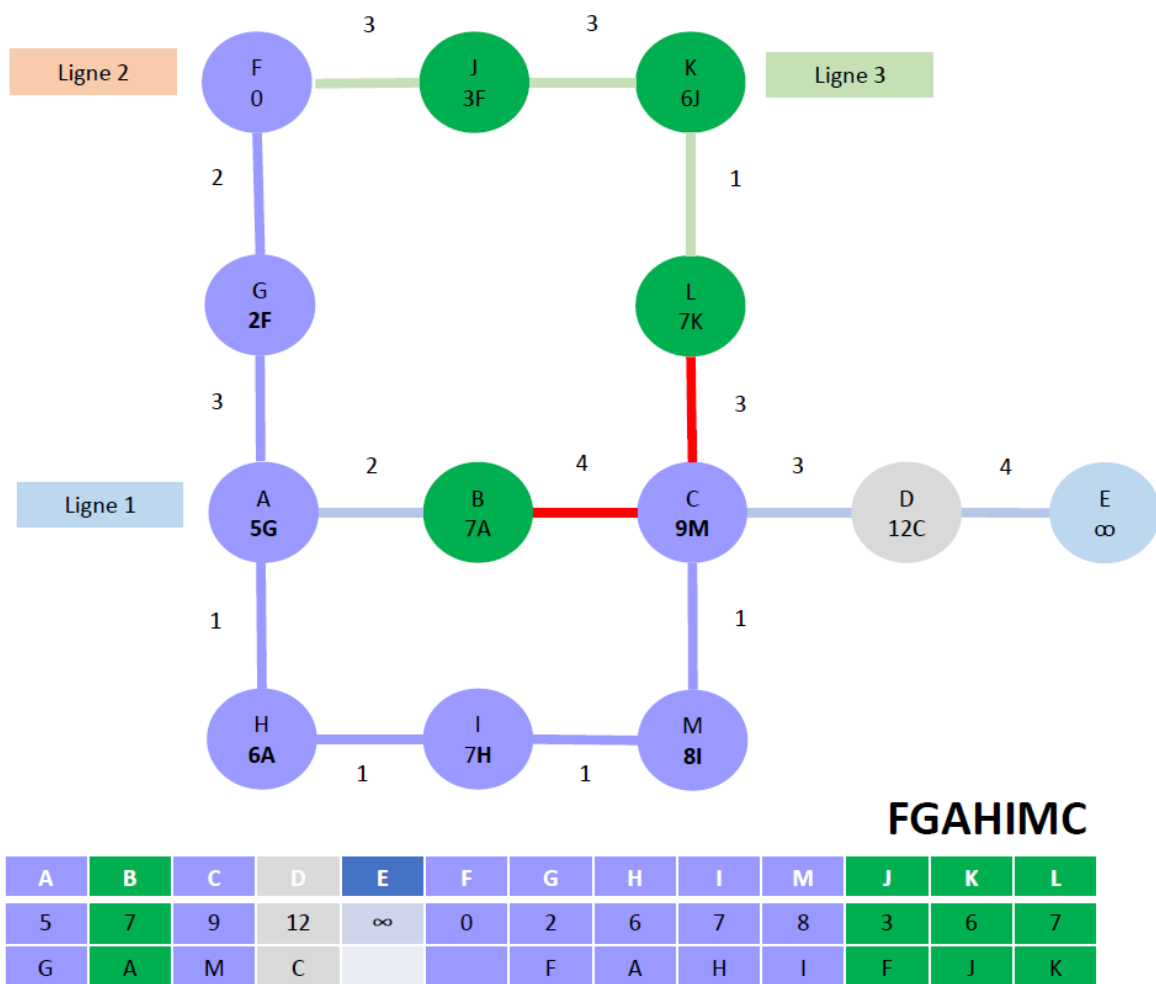 3 3
Ligne 2 F J K Ligne 3
0 3F 6J
2 1
G L
2F 7K
3 3
2 4 3 4
Ligne 1 A B C D E
5G 7A 9M 12C ∞
1 1
H I M
6A 7H 8I
1 1
FGAHIMC
A B C D E F G H I M J K L
5 7 9 12 ∞ 0 2 6 7 8 3 6 7
G A M C F A H I F J K